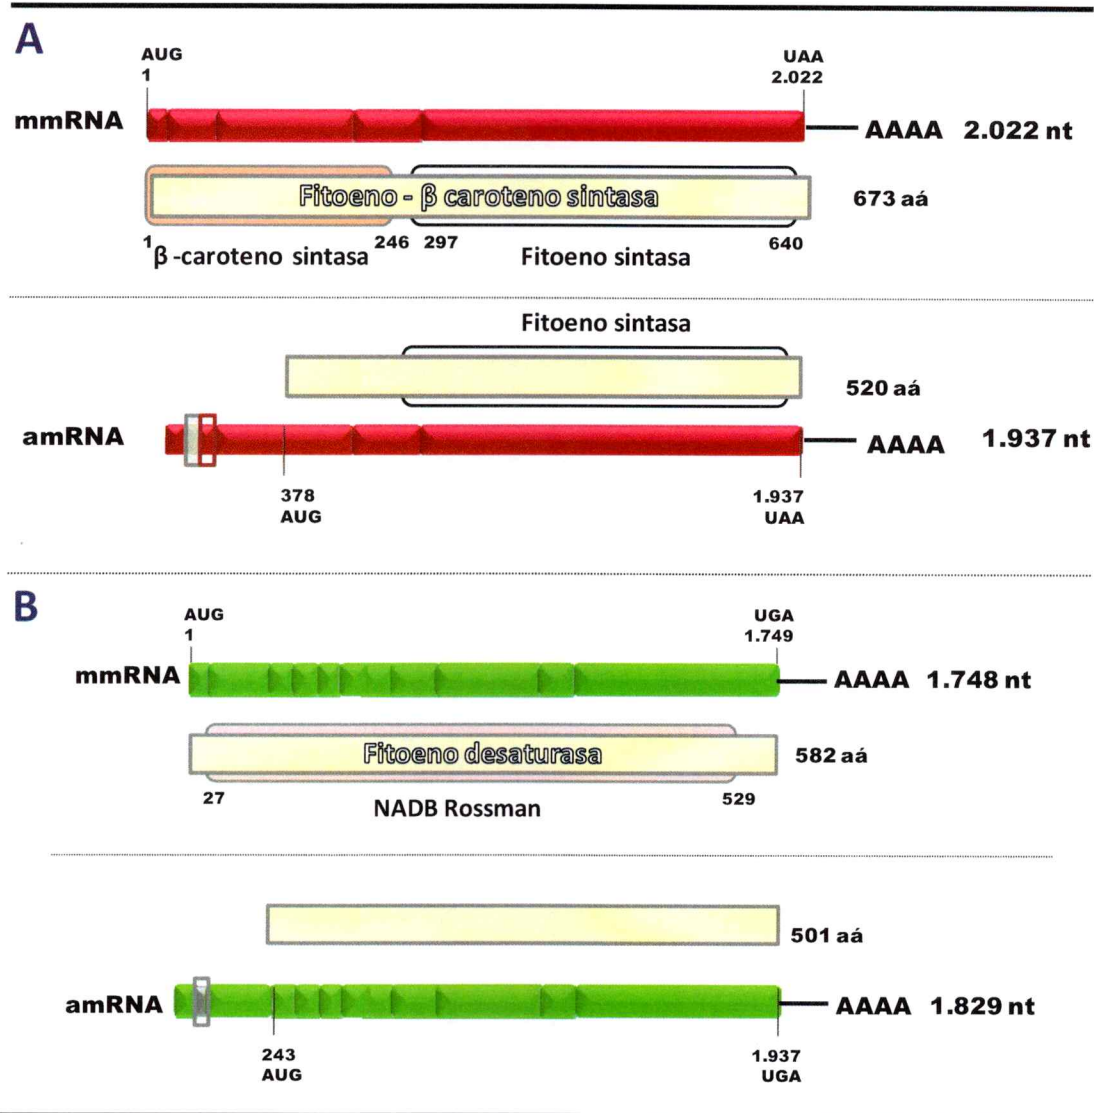 A
AUG
1
UAA
2.022
mmRNA
AAAA 2.022 nt
Fitoeno - β caroteno sintasa
673 aá
1
246
297
640
β-caroteno sintasa
Fitoeno sintasa
Fitoeno sintasa
520 aá
amRNA
AAAA 1.937 nt
378
AUG
1.937
UAA
B
AUG
1
UGA
1.749
mmRNA
AAAA 1.748 nt
Fitoeno desaturasa
582 aá
27
529
NADB Rossman
501 aá
amRNA
AAAA 1.829 nt
243
AUG
1.937
UGA